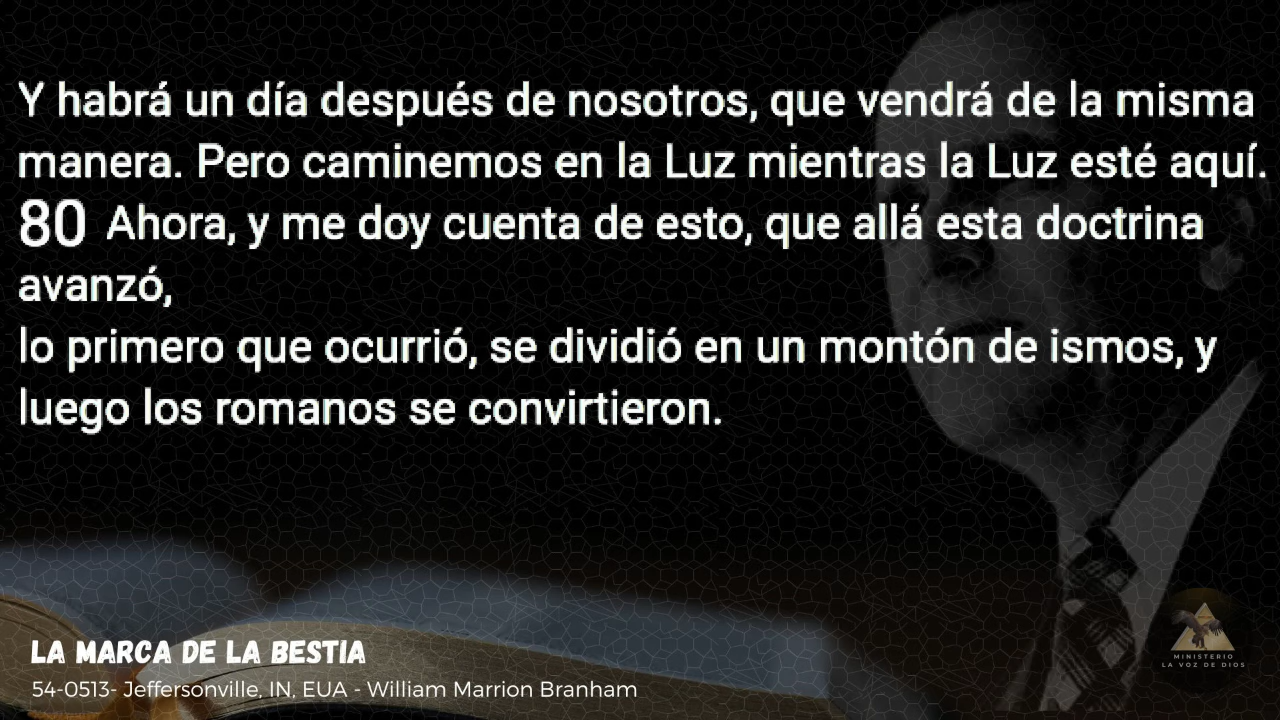 Y habrá un día después de nosotros, que vendrá de la misma
manera. Pero caminemos en la Luz mientras la Luz esté aquí.
80 Ahora, y me doy cuenta de esto, que allá esta doctrina
avanzó,
lo primero que ocurrió, se dividió en un montón de ismos, y
luego los romanos se convirtieron.
LA MARCA DE LA BESTIA
54-0513- Jeffersonville, IN, EUA - William Marrion Branham
MINISTERIO
LA VOZ DE DIOS